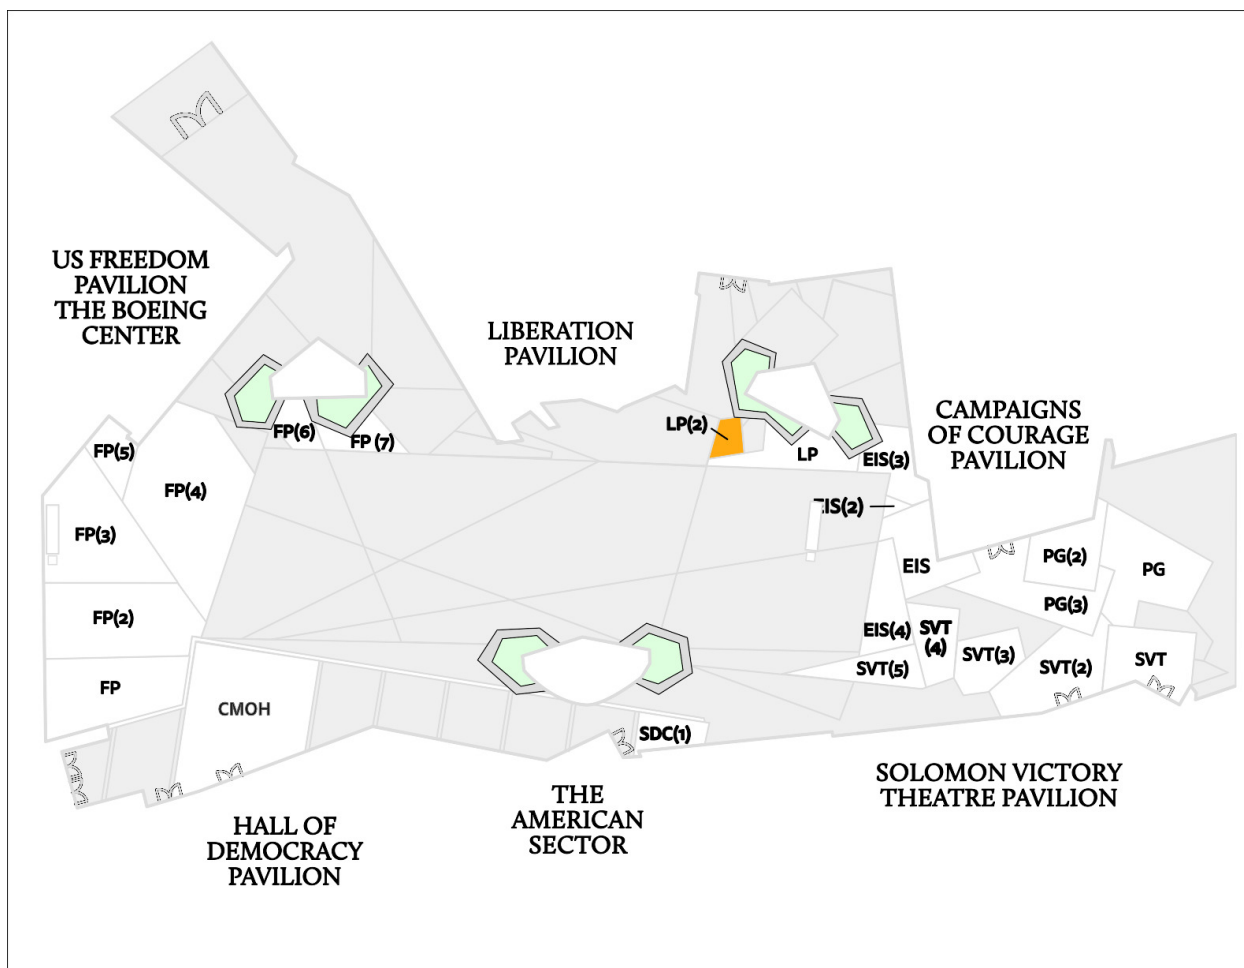 US FREEDOM
PAVILION
THE BOEING
CENTER
LIBERATION
PAVILION
CAMPAIGNS
OF COURAGE
PAVILION
LP(2)
LP
EIS(3)
FP(6)
FP (7)
FP(5)
FP(4)
FP(3)
EIS(2)
EIS
PG(2)
PG
PG(3)
FP(2)
EIS(4)
SVT
(4)
SVT(3)
SVT(5)
SVT(2)
SVT
FP
CMOH
SDC(1)
SOLOMON VICTORY
THEATRE PAVILION
THE
AMERICAN
SECTOR
HALL OF
DEMOCRACY
PAVILION